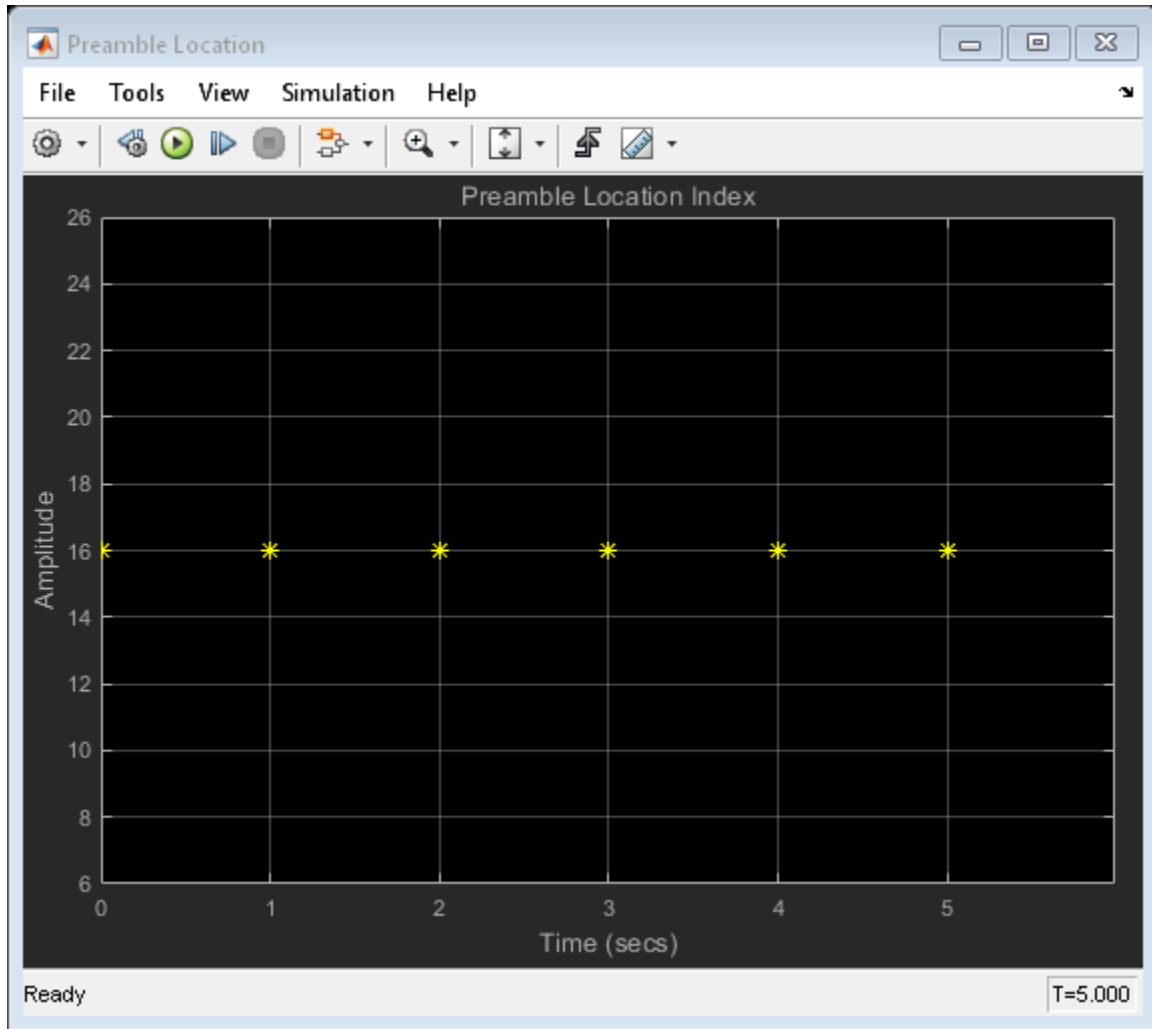 Preamble Location
File Tools View Simulation Help
Preamble Location Index
26
24
22
20
18
16
14
12
10
8
6
Amplitude
0 1 2 3 4 5
Time (secs)
Ready T=5.000